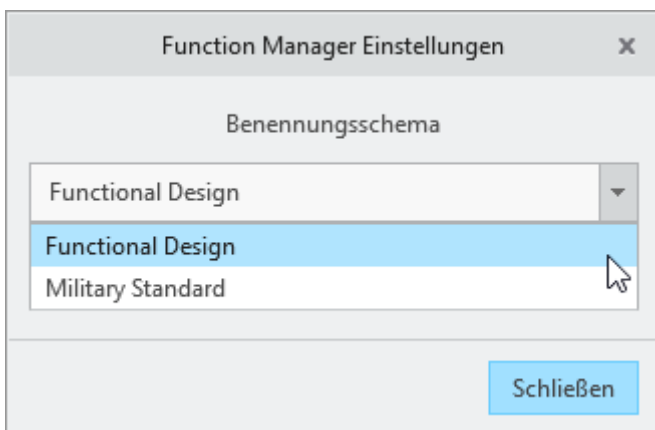 Function Manager Einstellungen
Benennungsschema
Functional Design
Functional Design
Military Standard
Schließen